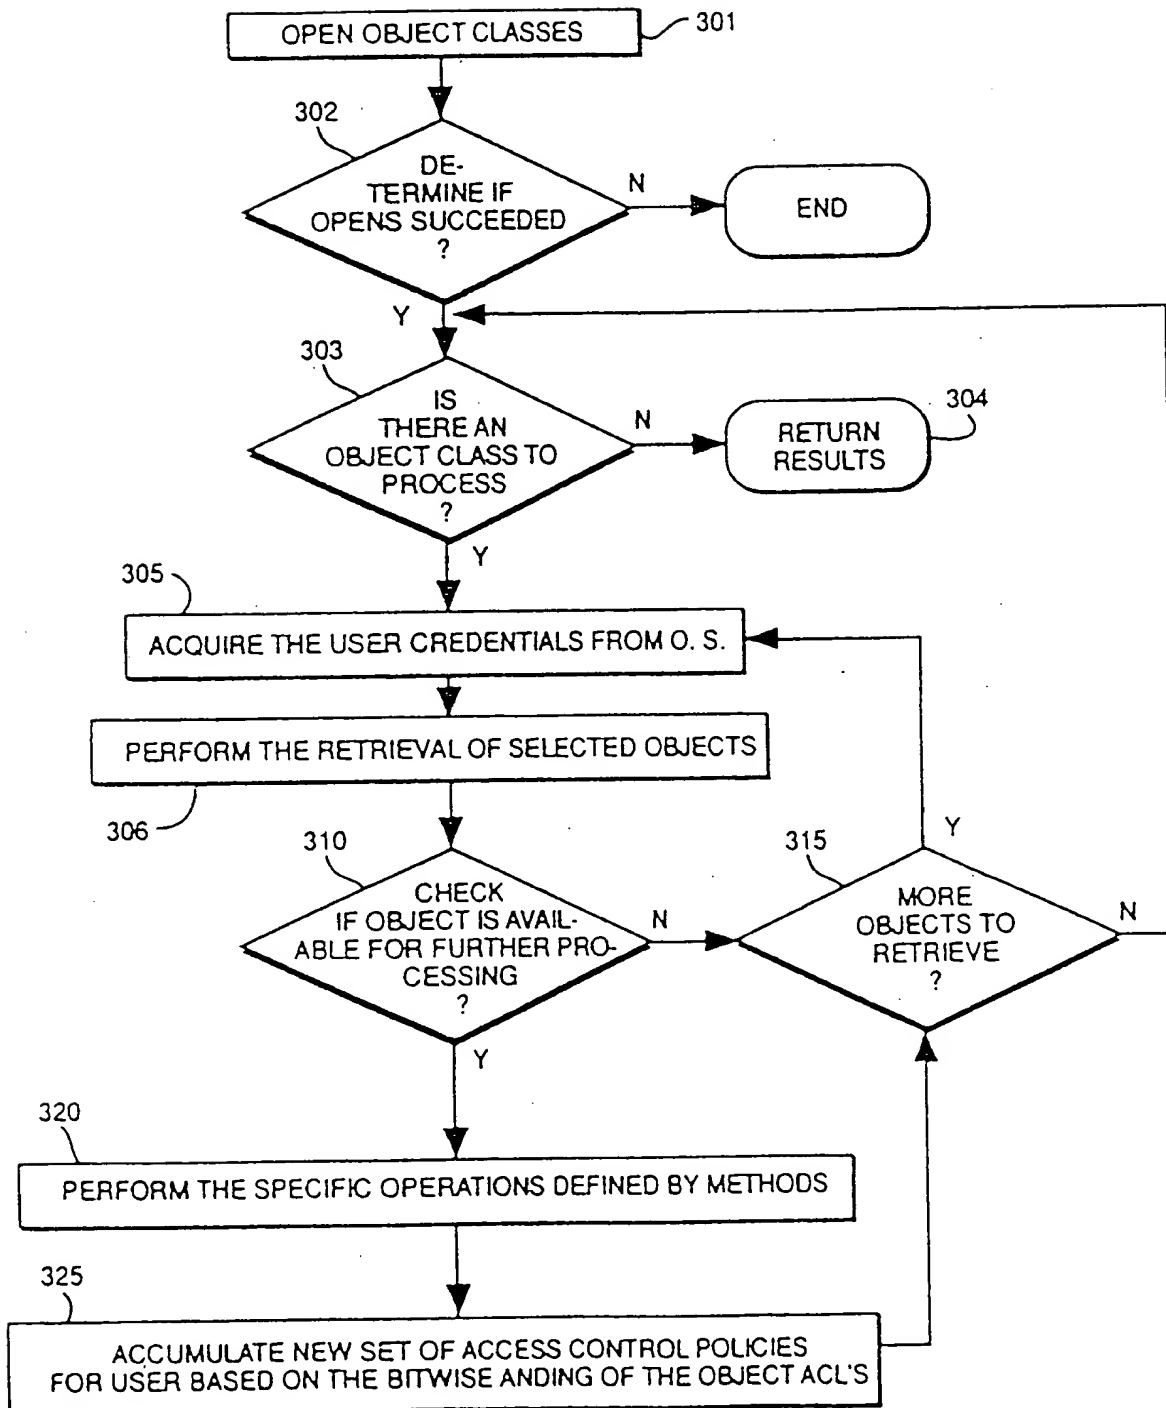 OPEN OBJECT CLASSES
301
302
DE-
TERMINE IF
OPENS SUCCEEDED
?
N
END
Y
303
IS
THERE AN
OBJECT CLASS TO
PROCESS
?
N
RETURN
RESULTS
304
Y
305
ACQUIRE THE USER CREDENTIALS FROM O. S.
PERFORM THE RETRIEVAL OF SELECTED OBJECTS
306
310
CHECK
IF OBJECT IS AVAIL-
ABLE FOR FURTHER PRO-
CESSING
?
N
Y
315
Y
MORE
OBJECTS TO
RETRIEVE
?
N
320
PERFORM THE SPECIFIC OPERATIONS DEFINED BY METHODS
325
ACCUMULATE NEW SET OF ACCESS CONTROL POLICIES
FOR USER BASED ON THE BITWISE ANDING OF THE OBJECT ACL'S